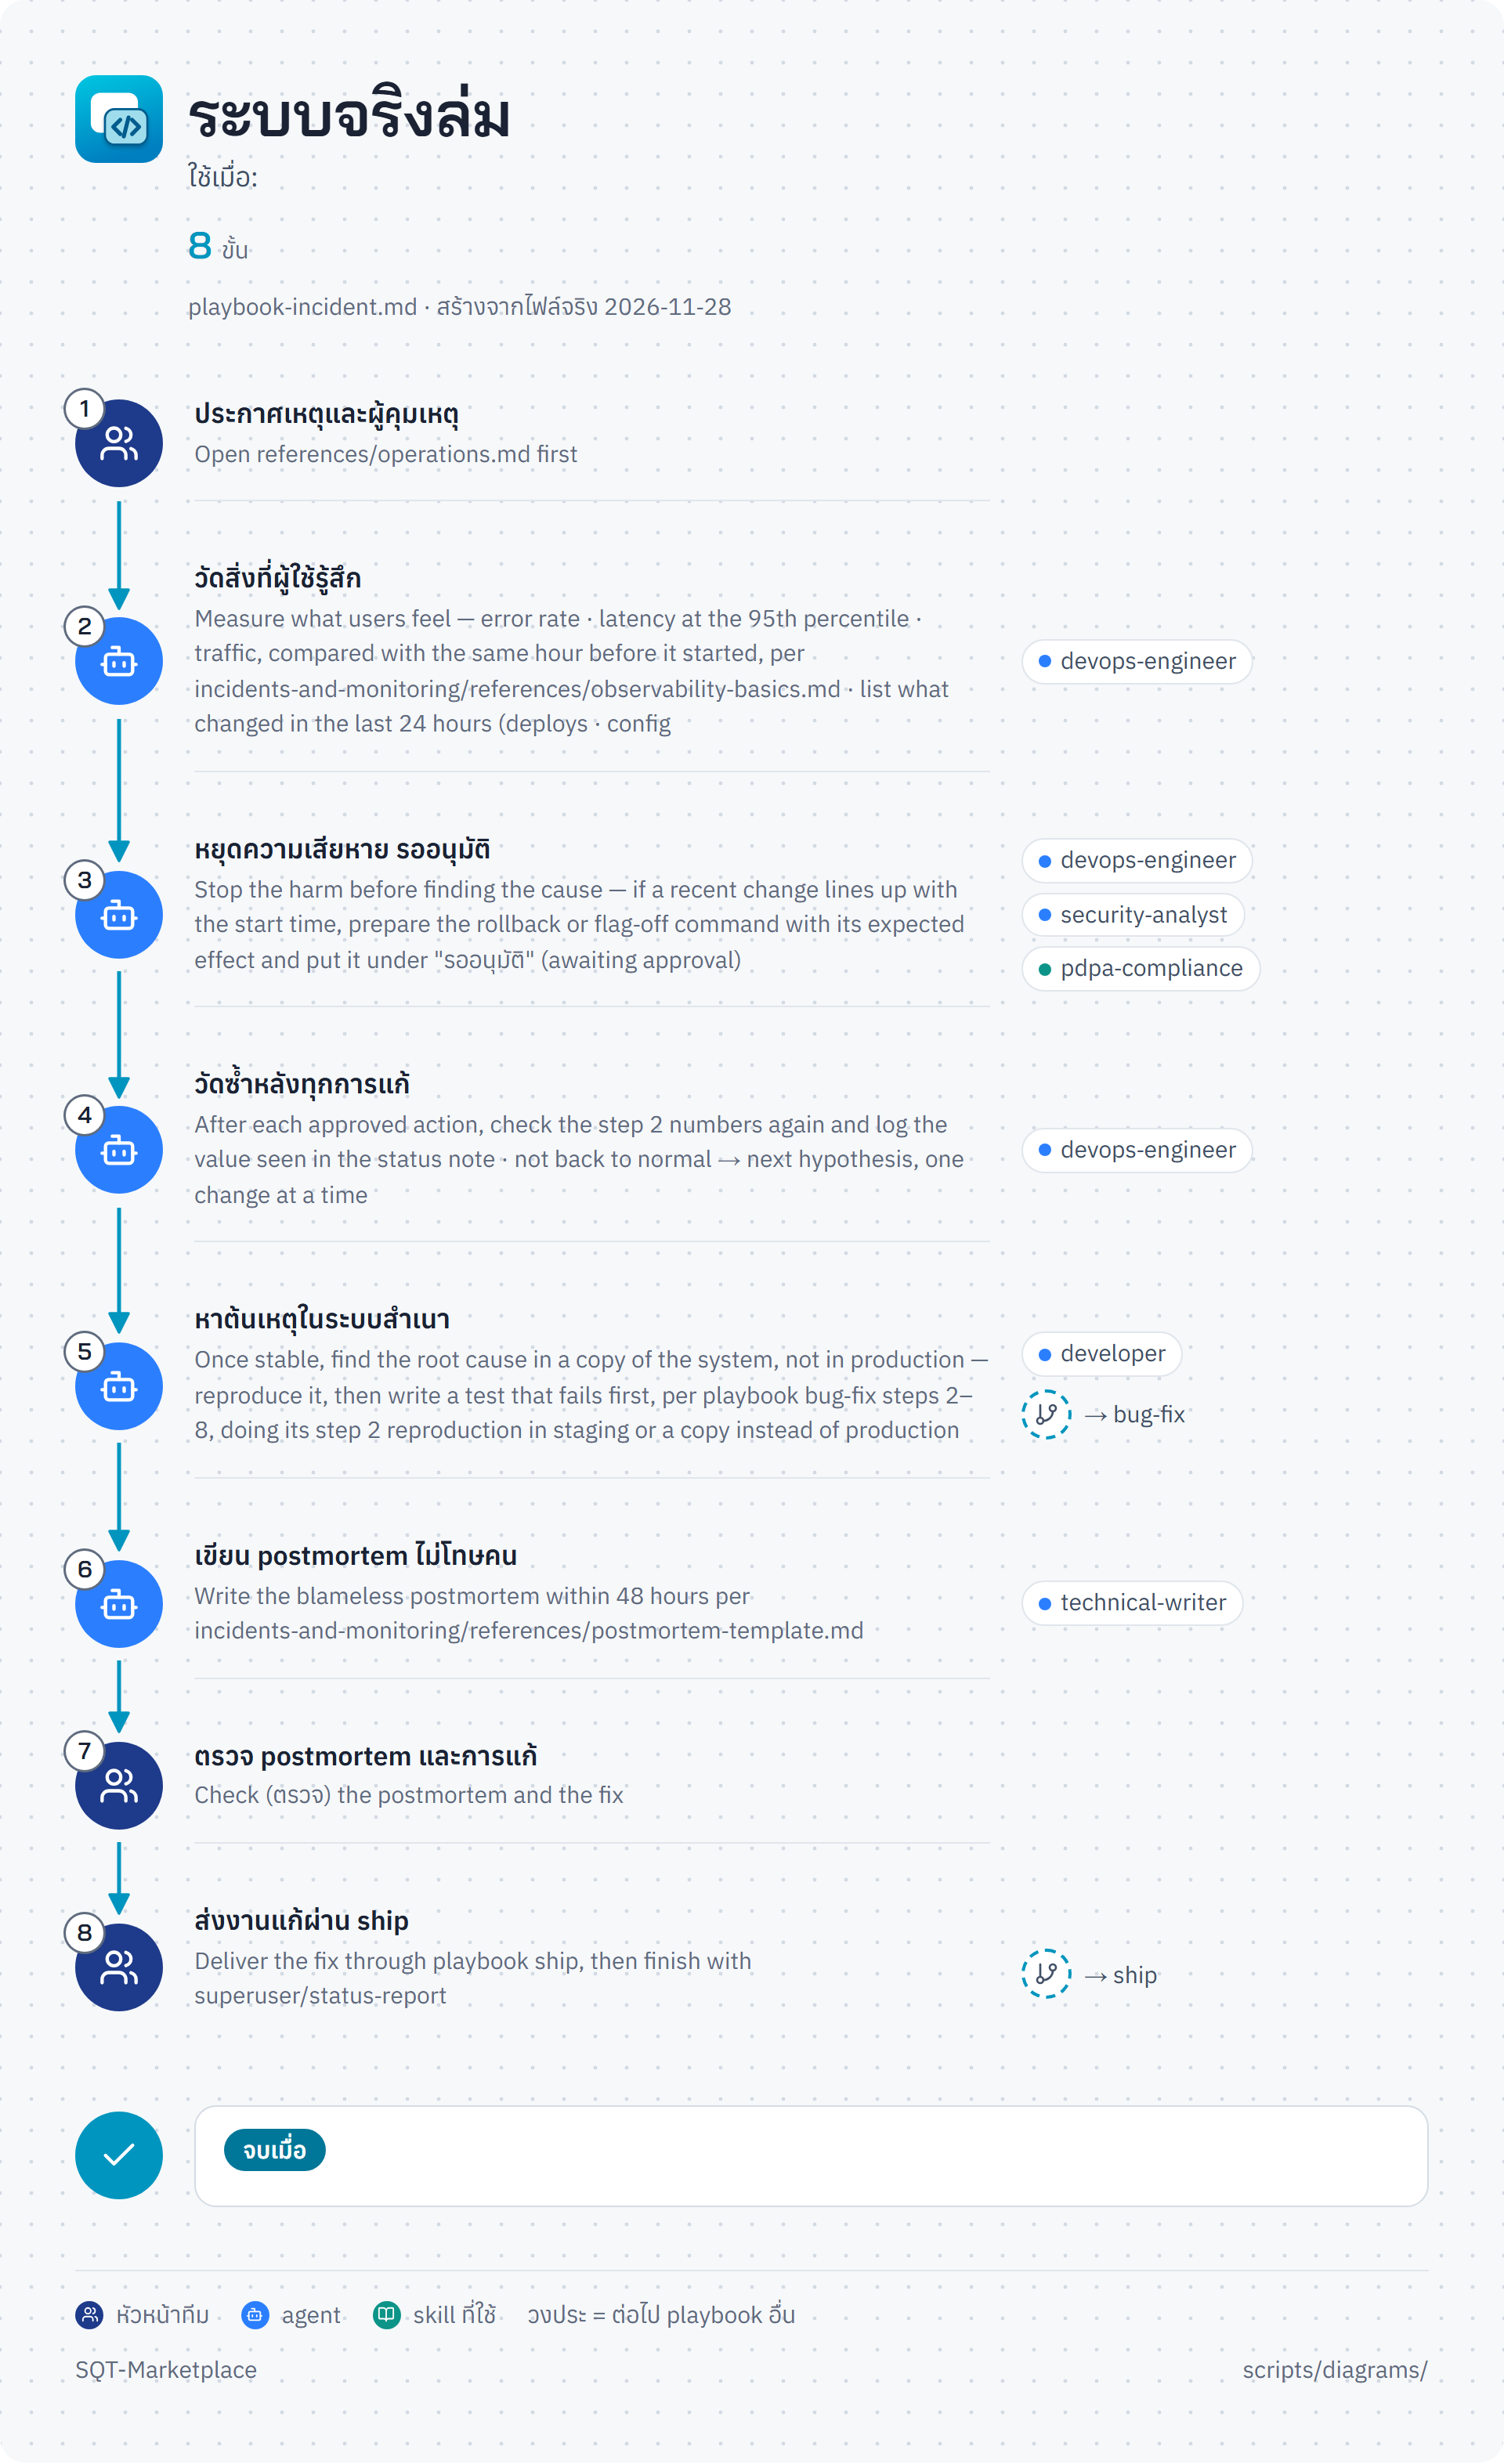 ระบบจริงล่ม
ใช้เมื่อ:
8 ขั้น
playbook-incident.md · สร้างจากไฟล์จริง 2026-11-28
1
ประกาศเหตุและผู้คุมเหตุ
Open references/operations.md first
2
วัดสิ่งที่ผู้ใช้รู้สึก
Measure what users feel — error rate · latency at the 95th percentile ·
traffic, compared with the same hour before it started, per
incidents-and-monitoring/references/observability-basics.md · list what
changed in the last 24 hours (deploys · config
devops-engineer
3
หยุดความเสียหาย รออนุมัติ
Stop the harm before finding the cause — if a recent change lines up with
the start time, prepare the rollback or flag-off command with its expected
effect and put it under "รออนุมัติ" (awaiting approval)
devops-engineer
security-analyst
pdpa-compliance
4
วัดซ้ำหลังทุกการแก้
After each approved action, check the step 2 numbers again and log the
value seen in the status note · not back to normal → next hypothesis, one
change at a time
devops-engineer
5
หาต้นเหตุในระบบสำเนา
Once stable, find the root cause in a copy of the system, not in production —
reproduce it, then write a test that fails first, per playbook bug-fix steps 2–
8, doing its step 2 reproduction in staging or a copy instead of production
developer
→ bug-fix
6
เขียน postmortem ไม่โทษคน
Write the blameless postmortem within 48 hours per
incidents-and-monitoring/references/postmortem-template.md
technical-writer
7
ตรวจ postmortem และการแก้
Check (ตรวจ) the postmortem and the fix
8
ส่งงานแก้ผ่าน ship
Deliver the fix through playbook ship, then finish with
superuser/status-report
→ ship
จบเมื่อ
หัวหน้าทีม agent skill ที่ใช้ วงประ = ต่อไป playbook อื่น
SQT-Marketplace scripts/diagrams/